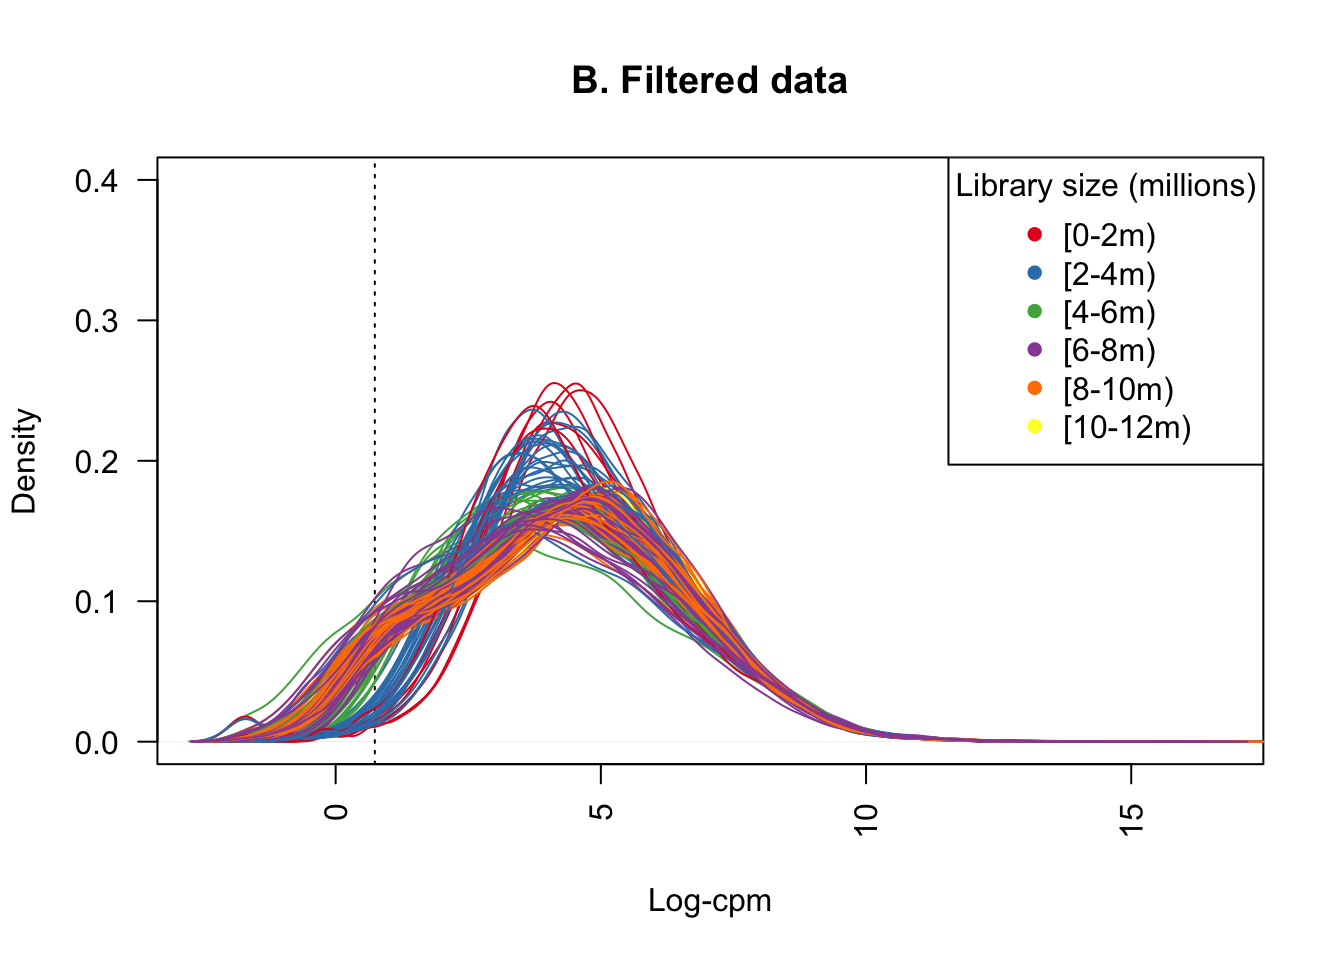 B. Filtered data
Library size (millions)
[0-2m)
[2-4m)
[4-6m)
[6-8m)
[8-10m)
[10-12m)
Density
0.4
0.3
0.2
0.1
0.0
0
5
10
15
Log-cpm